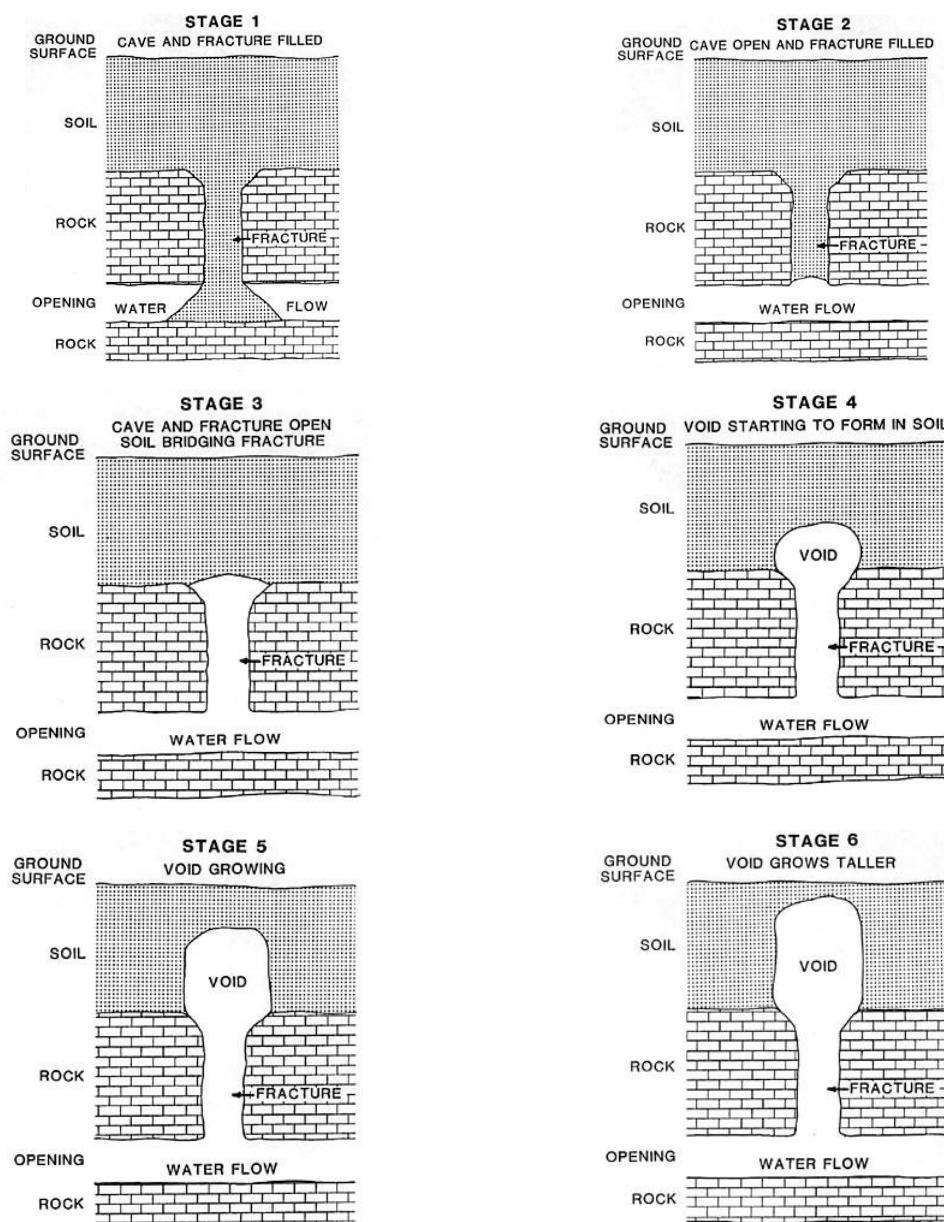 STAGE 1
CAVE AND FRACTURE FILLED
GROUND
SURFACE
SOIL
ROCK
FRACTURE
OPENING
WATER
FLOW
ROCK
STAGE 2
CAVE OPEN AND FRACTURE FILLED
GROUND
SURFACE
SOIL
ROCK
FRACTURE
OPENING
WATER FLOW
ROCK
STAGE 3
CAVE AND FRACTURE OPEN
SOIL BRIDGING FRACTURE
GROUND
SURFACE
SOIL
ROCK
FRACTURE
OPENING
WATER FLOW
ROCK
STAGE 4
VOID STARTING TO FORM IN SOIL
GROUND
SURFACE
SOIL
VOID
ROCK
FRACTURE
OPENING
WATER FLOW
ROCK
STAGE 5
VOID GROWING
GROUND
SURFACE
SOIL
VOID
ROCK
FRACTURE
OPENING
WATER FLOW
ROCK
STAGE 6
VOID GROWS TALLER
GROUND
SURFACE
SOIL
VOID
ROCK
FRACTURE
OPENING
WATER FLOW
ROCK